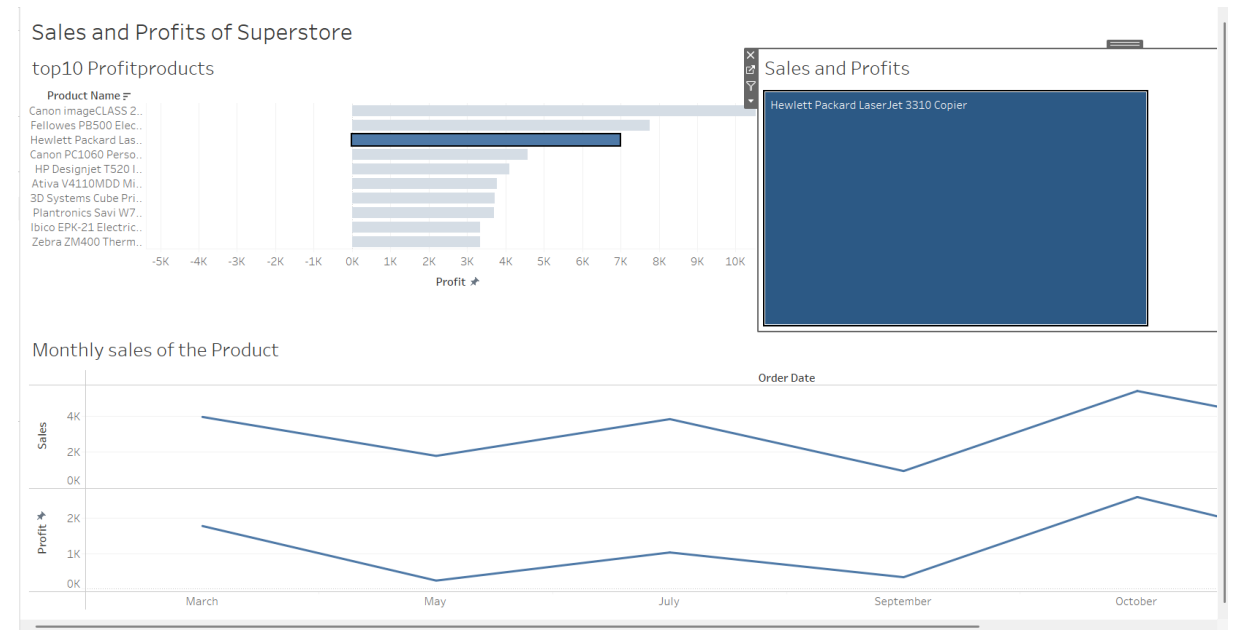 Sales and Profits of Superstore
top10 Profitproducts
Product Name
Canon imageCLASS 2..
Fellowes PB500 Elec..
Hewlett Packard Las..
Canon PC1060 Perso..
HP Designjet T520 I..
Ativa V4110MDD Mi..
3D Systems Cube Pri..
Plantronics Savi W7..
Ibico EPK-21 Electric..
Zebra ZM400 Therm..
-5K -4K -3K -2K -1K 0K 1K 2K 3K 4K 5K 6K 7K 8K 9K 10K
Profit
Sales and Profits
Hewlett Packard LaserJet 3310 Copier
Monthly sales of the Product
Order Date
Sales
4K
2K
0K
Profit
2K
1K
0K
March May July September October